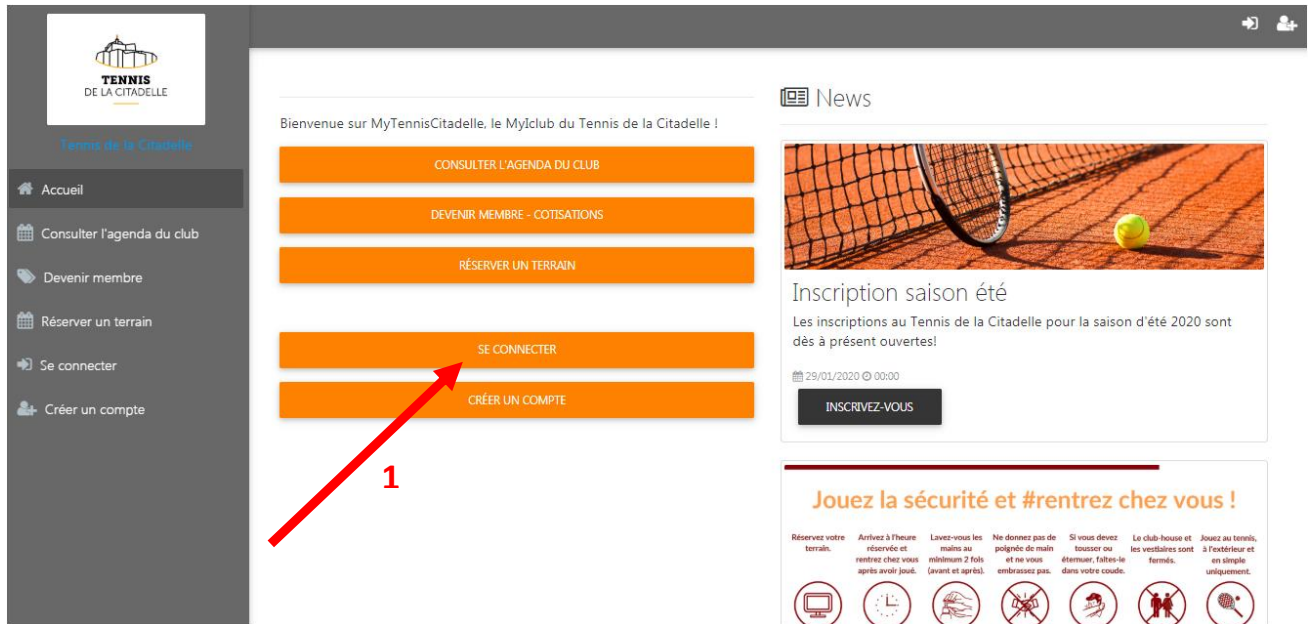 TENNIS
DE LA CITADELLE
Tennis de la Citadelle
Accueil
Consulter l'agenda du club
Devenir membre
Réserver un terrain
Se connecter
Créer un compte
Bienvenue sur MyTennisCitadelle, le MyIclub du Tennis de la Citadelle !
CONSULTER L'AGENDA DU CLUB
DEVENIR MEMBRE - COTISATIONS
RÉSERVER UN TERRAIN
SE CONNECTER
CRÉER UN COMPTE
1
News
Inscription saison été
Les inscriptions au Tennis de la Citadelle pour la saison d'été 2020 sont
dès à présent ouvertes!
29/01/2020 00:00
INSCRIVEZ-VOUS
Jouez la sécurité et #rentrez chez vous !
Réservez votre
terrain.
Arrivez à l'heure
réservée et
rentrez chez vous
après avoir joué.
Lavez-vous les
mains au
minimum 2 fois
(avant et après).
Ne donnez pas de
poignée de main
et ne vous
embrassez pas.
Si vous devez
tousser ou
éternuer, faites-le
dans votre coude.
Le club-house et
les vestiaires sont
fermés.
Jouez au tennis,
à l'extérieur et
en simple
uniquement.